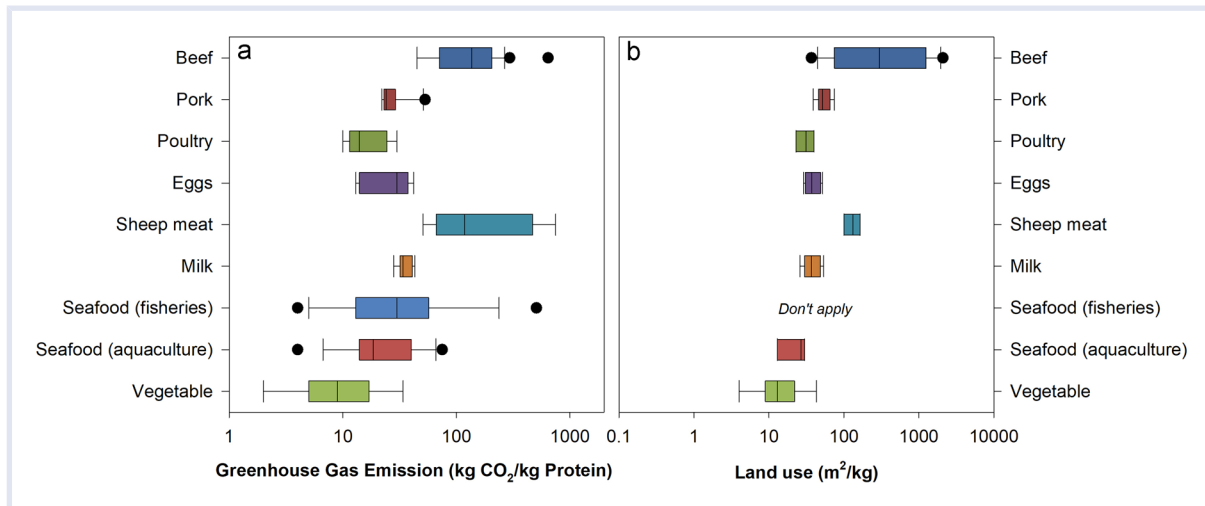 a
b
Beef
Pork
Poultry
Eggs
Sheep meat
Milk
Seafood (fisheries)
Seafood (aquaculture)
Vegetable
Don't apply
Beef
Pork
Poultry
Eggs
Sheep meat
Milk
Seafood (fisheries)
Seafood (aquaculture)
Vegetable
1 10 100 1000
0.1 1 10 100 1000 10000
Greenhouse Gas Emission (kg CO₂/kg Protein)
Land use (m²/kg)